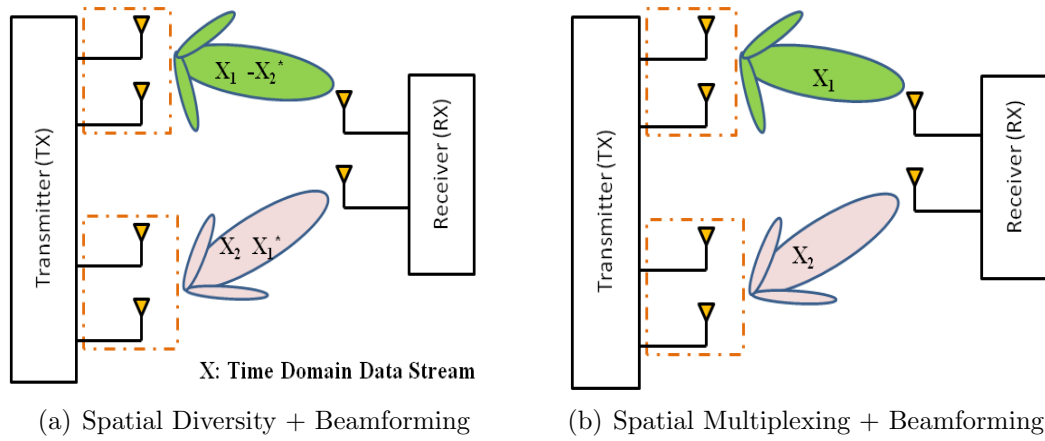 Transmitter (TX)
X₁ -X₂*
X₂ X₁*
Receiver (RX)
X: Time Domain Data Stream
(a) Spatial Diversity + Beamforming
Transmitter (TX)
X₁
X₂
Receiver (RX)
(b) Spatial Multiplexing + Beamforming